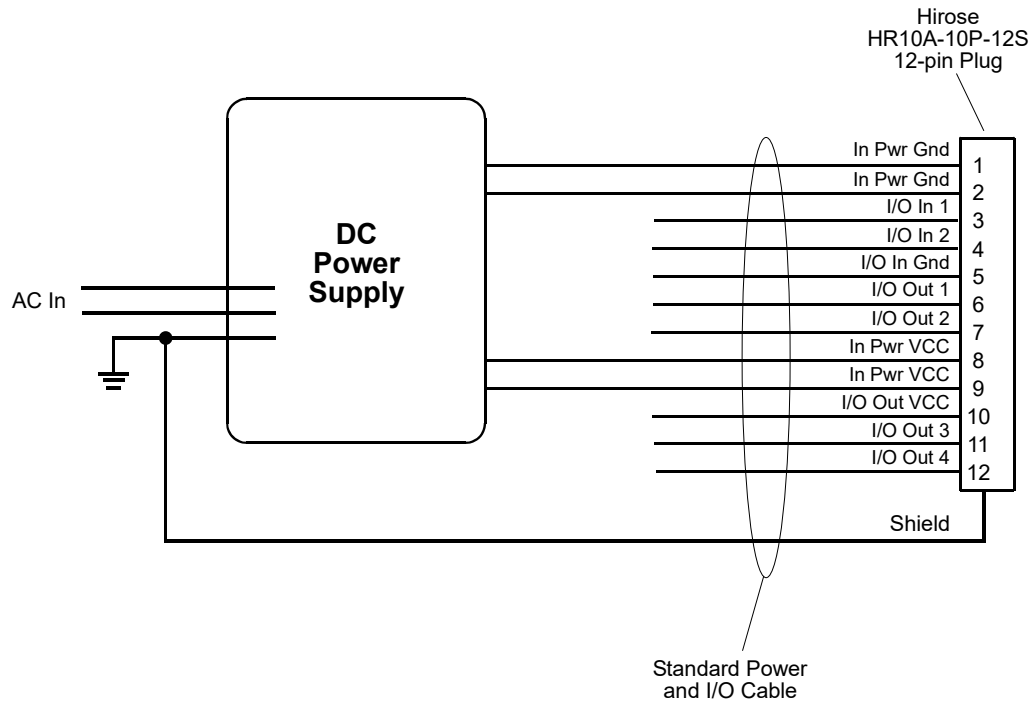 Hirose
HR10A-10P-12S
12-pin Plug
In Pwr Gnd 1
In Pwr Gnd 2
I/O In 1 3
I/O In 2 4
I/O In Gnd 5
I/O Out 1 6
I/O Out 2 7
In Pwr VCC 8
In Pwr VCC 9
I/O Out VCC 10
I/O Out 3 11
I/O Out 4 12
DC
Power
Supply
AC In
Shield
Standard Power
and I/O Cable